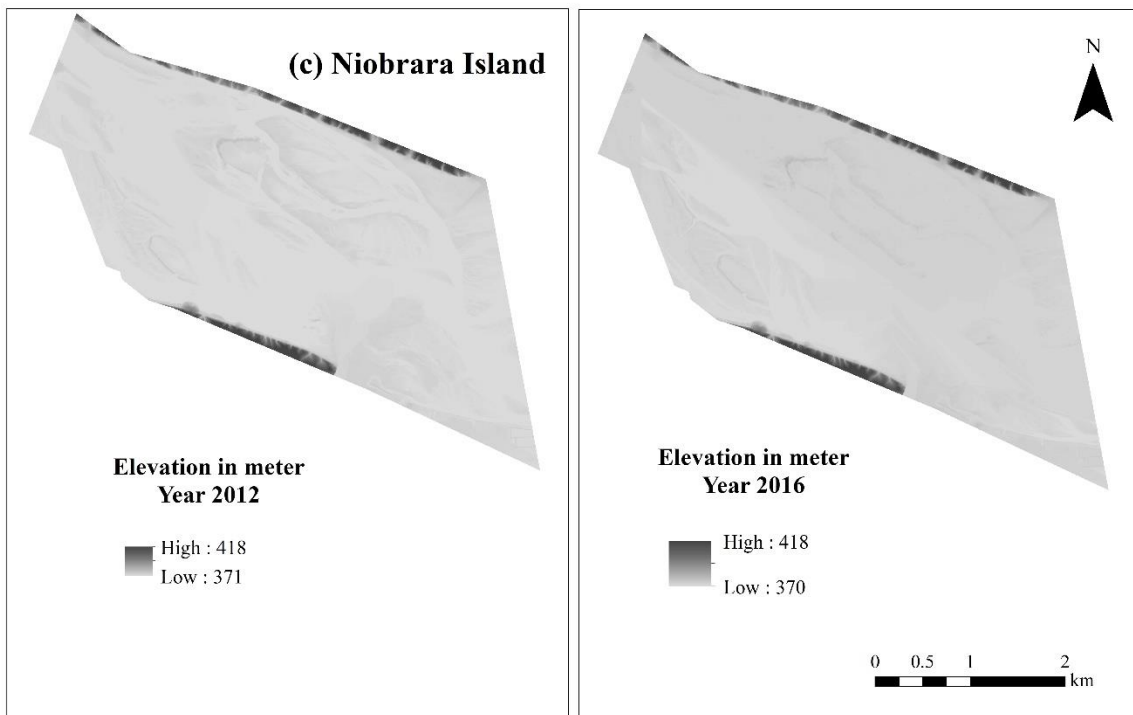 (c) Niobrara Island
Elevation in meter
Year 2012
High : 418
Low : 371
N
Elevation in meter
Year 2016
High : 418
Low : 370
0 0.5 1 2
km